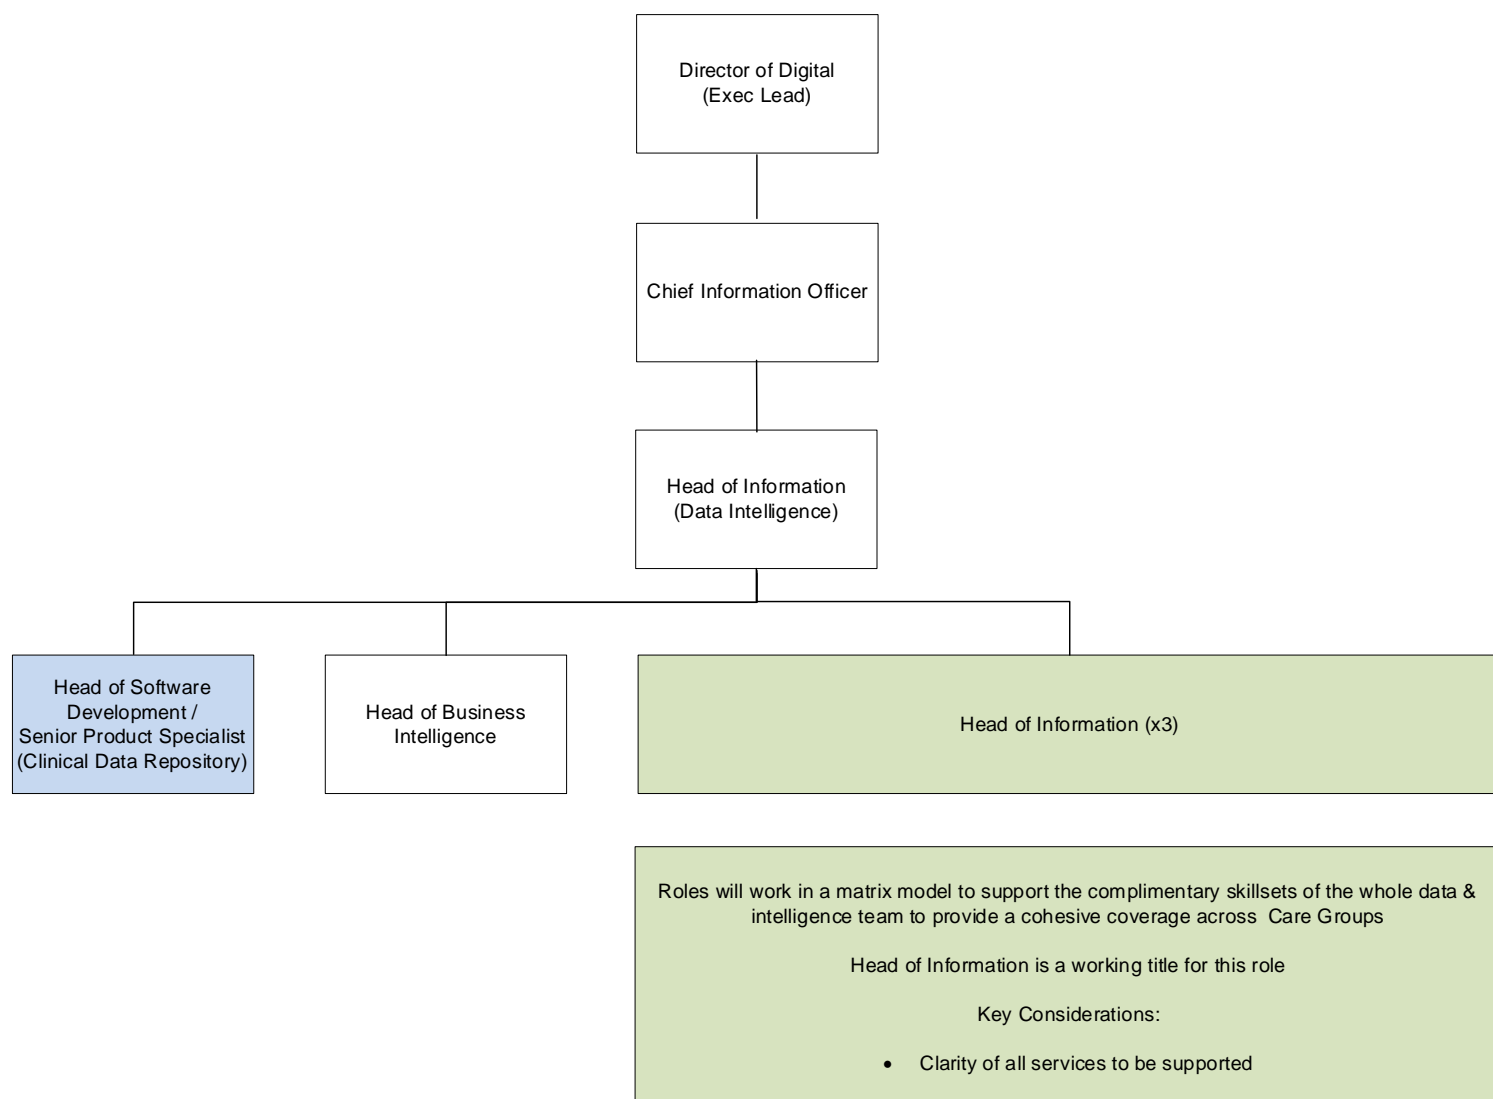 Director of Digital
(Exec Lead)
Chief Information Officer
Head of Information
(Data Intelligence)
Head of Software
Development /
Senior Product Specialist
(Clinical Data Repository)
Head of Business
Intelligence
Head of Information (x3)
Roles will work in a matrix model to support the complimentary skillsets of the whole data &
intelligence team to provide a cohesive coverage across Care Groups
Head of Information is a working title for this role
Key Considerations:
• Clarity of all services to be supported